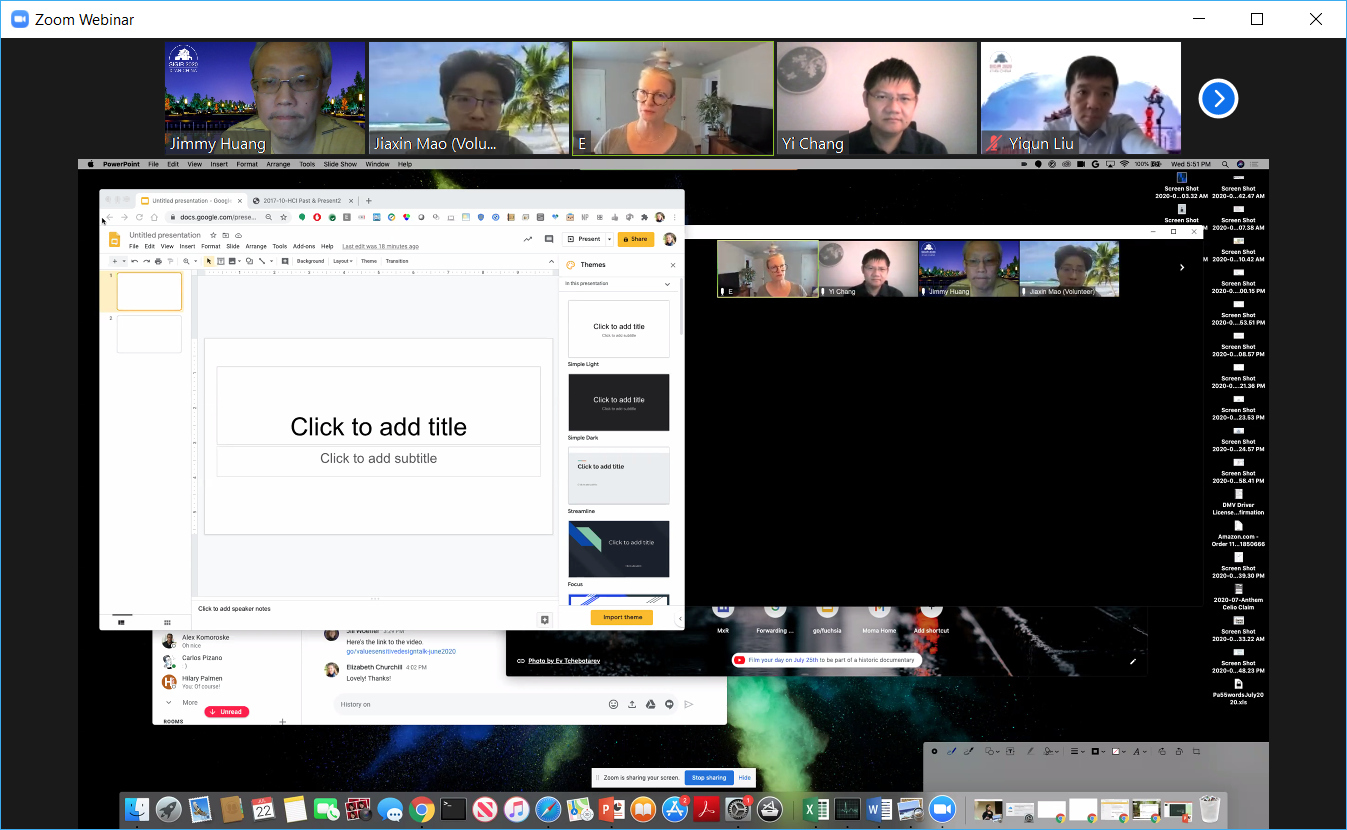 Zoom Webinar
SIGIR 2020
XI'AN CHINA
Jimmy Huang
Jiaxin Mao (Volu...
E
Yi Chang
Yiqun Liu
PowerPoint File Edit View Insert Format Arrange Tools Slide Show Window Help
100% Wed 5:51 PM
Untitled presentation - Googl
2017-10-HCI Past & Present2
docs.google.com/prese...
Untitled presentation
File Edit View Insert Format Slide Arrange Tools Add-ons Help Last edit was 18 minutes ago
Present
Share
Background Layout Theme Transition
1
2
Click to add title
Click to add subtitle
Click to add speaker notes
Themes
In this presentation
Click to add title
Click to add subtitle
Simple Light
Click to add title
Click to add subtitle
Simple Dark
Click to add title
Streamline
Click to add title
Focus
Import theme
E
Yi Chang
Jimmy Huang
Jiaxin Mao (Volunteer)
Screen Shot
2020-0...03.32 AM
Screen Shot
Screen Shot
2020-0...42.47 AM
Screen Shot
2020-0...07.38 AM
Screen Shot
2020-0...10.42 AM
Screen Shot
2020-0...00.15 PM
Screen Shot
2020-0...53.51 PM
Screen Shot
2020-0...08.57 PM
Screen Shot
2020-0...21.36 PM
Screen Shot
2020-0...23.53 PM
Screen Shot
2020-0...24.57 PM
Screen Shot
2020-0...58.41 PM
DMV Driver
License...firmation
Amazon.com -
Order 11...1850666
Screen Shot
2020-0...39.30 PM
2020-07-Anthem
Celio Claim
Screen Shot
2020-0...33.22 AM
Screen Shot
2020-0...48.23 PM
Pa55wordsJuly20
20.xls
MxR
Forwarding ...
go/fuchsia
Moma Home
Add shortcut
Photo by Ev Tchebotarev
Film your day on July 25th to be part of a historic documentary
Alex Komoroske
Oh nice
Carlos Pizano
:)
Hilary Palmen
You: Of course!
More
Unread
ROOMS
Here's the link to the video.
go/valuesensitivedesigntalk-june2020
Elizabeth Churchill 4:02 PM
Lovely! Thanks!
History on
Zoom is sharing your screen.
Stop sharing
Hide
JUL
22
2
1